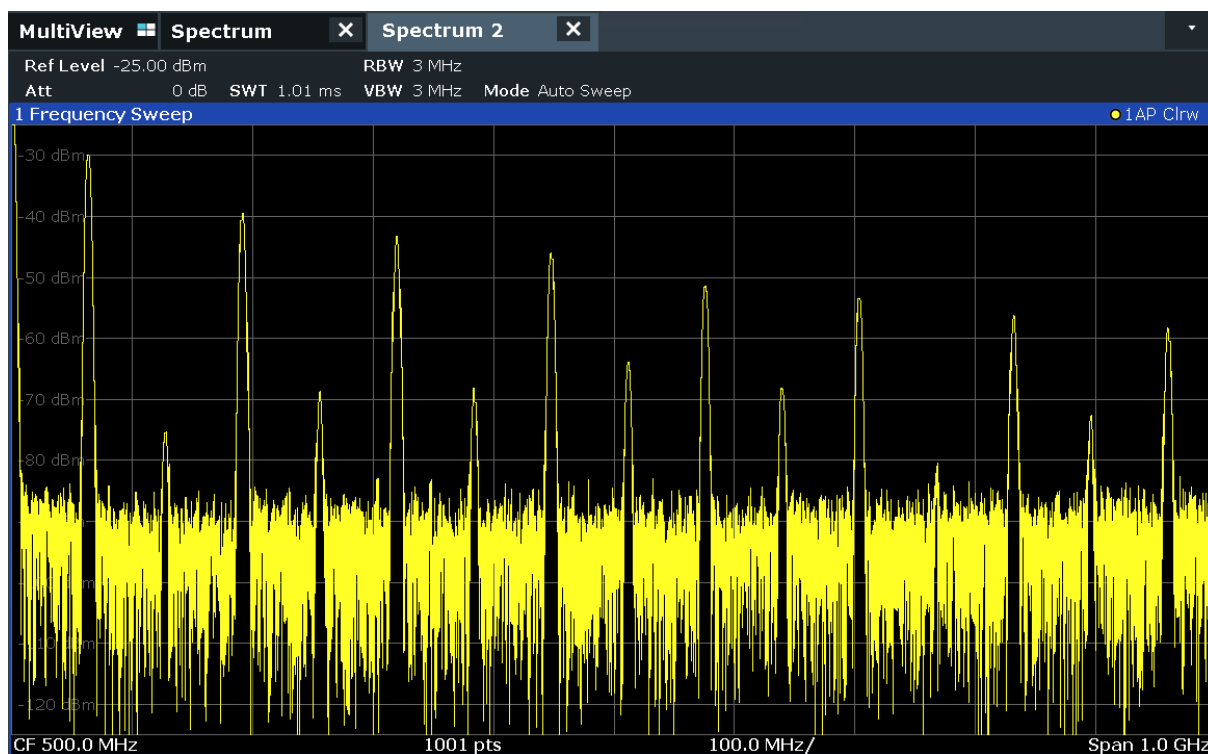 MultiView Spectrum X Spectrum 2 X
Ref Level -25.00 dBm RBW 3 MHz
Att 0 dB SWT 1.01 ms VBW 3 MHz Mode Auto Sweep
1 Frequency Sweep 1AP Clrw
-30 dBm
-40 dBm
-50 dBm
-60 dBm
-70 dBm
-80 dBm
-110 dBm
-120 dBm
CF 500.0 MHz 1001 pts 100.0 MHz/ Span 1.0 GHz